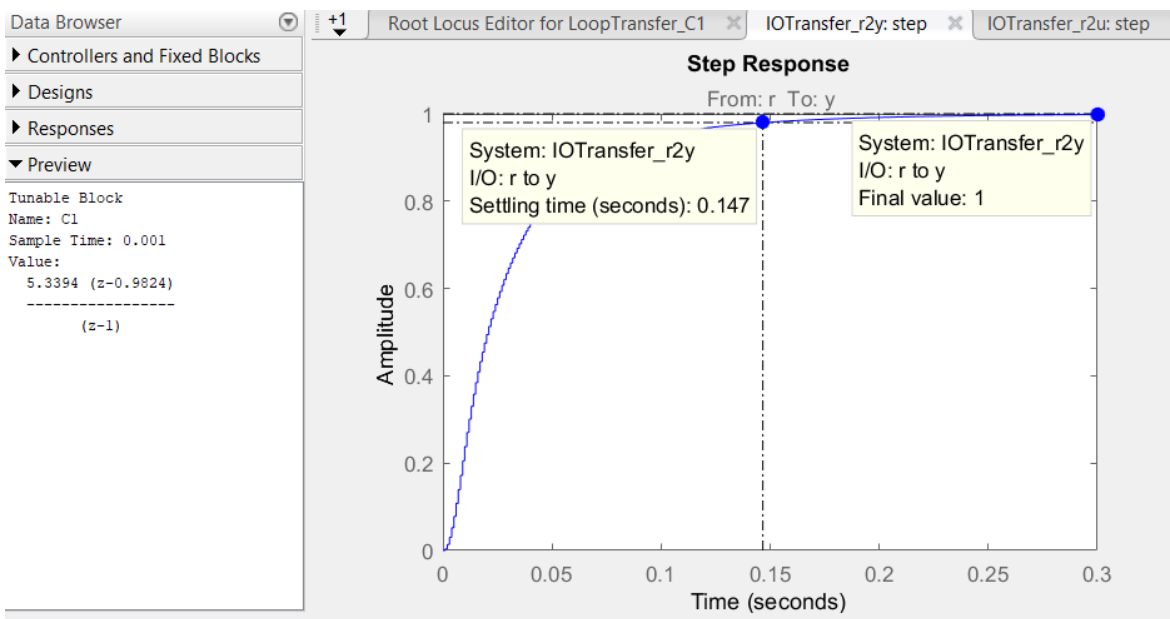 Data Browser
Controllers and Fixed Blocks
Designs
Responses
Preview
Tunable Block
Name: C1
Sample Time: 0.001
Value:
5.3394 (z-0.9824)
-----------------
(z-1)
+1
Root Locus Editor for LoopTransfer_C1
IOTransfer_r2y: step
IOTransfer_r2u: step
Step Response
From: r To: y
System: IOTransfer_r2y
I/O: r to y
Settling time (seconds): 0.147
System: IOTransfer_r2y
I/O: r to y
Final value: 1
Amplitude
1
0.8
0.6
0.4
0.2
0
0
0.05
0.1
0.15
0.2
0.25
0.3
Time (seconds)